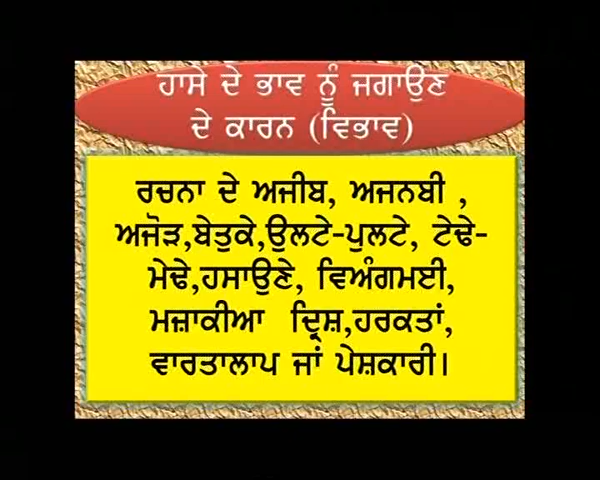 ਹਾਸੇ ਦੇ ਭਾਵ ਨੂੰ ਜਗਾਉਣ
ਦੇ ਕਾਰਨ (ਵਿਭਾਵ)
ਰਚਨਾ ਦੇ ਅਜੀਬ, ਅਜਨਬੀ ,
ਅਜੋੜ,ਬੇਤੁਕੇ,ਉਲਟੇ-ਪੁਲਟੇ, ਟੇਢੇ-
ਮੇਢੇ,ਹਸਾਉਣੇ, ਵਿਅੰਗਮਈ,
ਮਜ਼ਾਕੀਆ ਦ੍ਰਿਸ਼,ਹਰਕਤਾਂ,
ਵਾਰਤਾਲਾਪ ਜਾਂ ਪੇਸ਼ਕਾਰੀ।